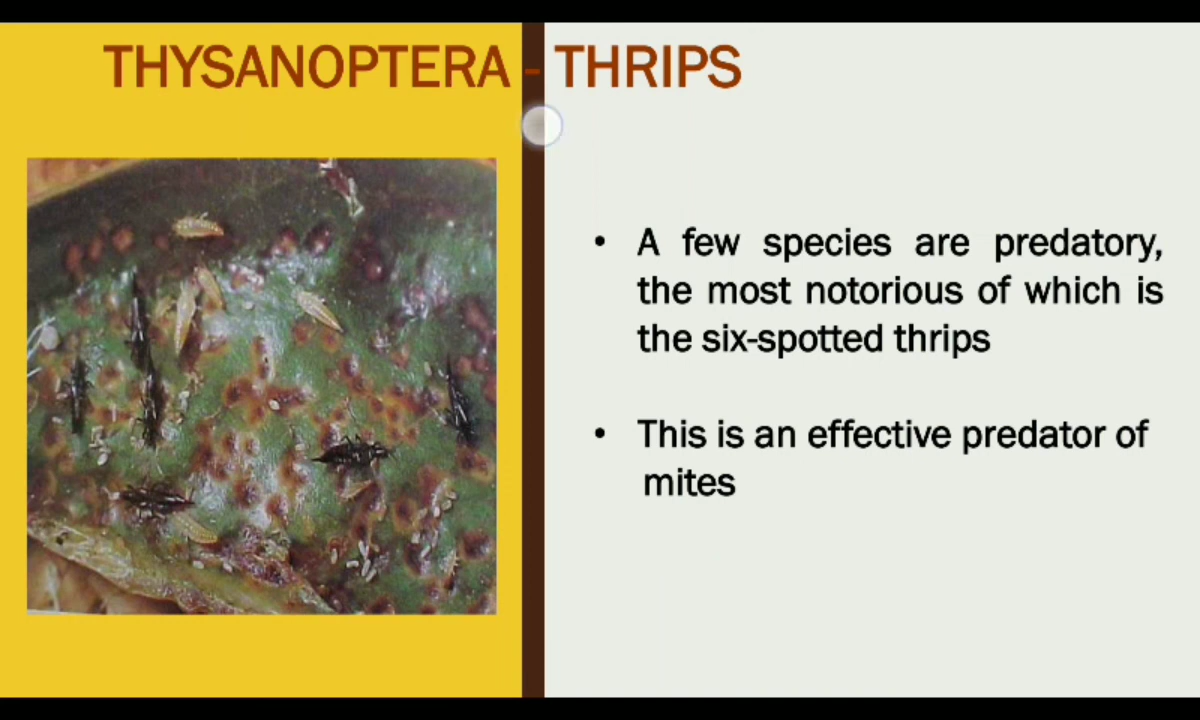 THYSANOPTERA - THRIPS
• A few species are predatory,
the most notorious of which is
the six-spotted thrips
• This is an effective predator of
mites